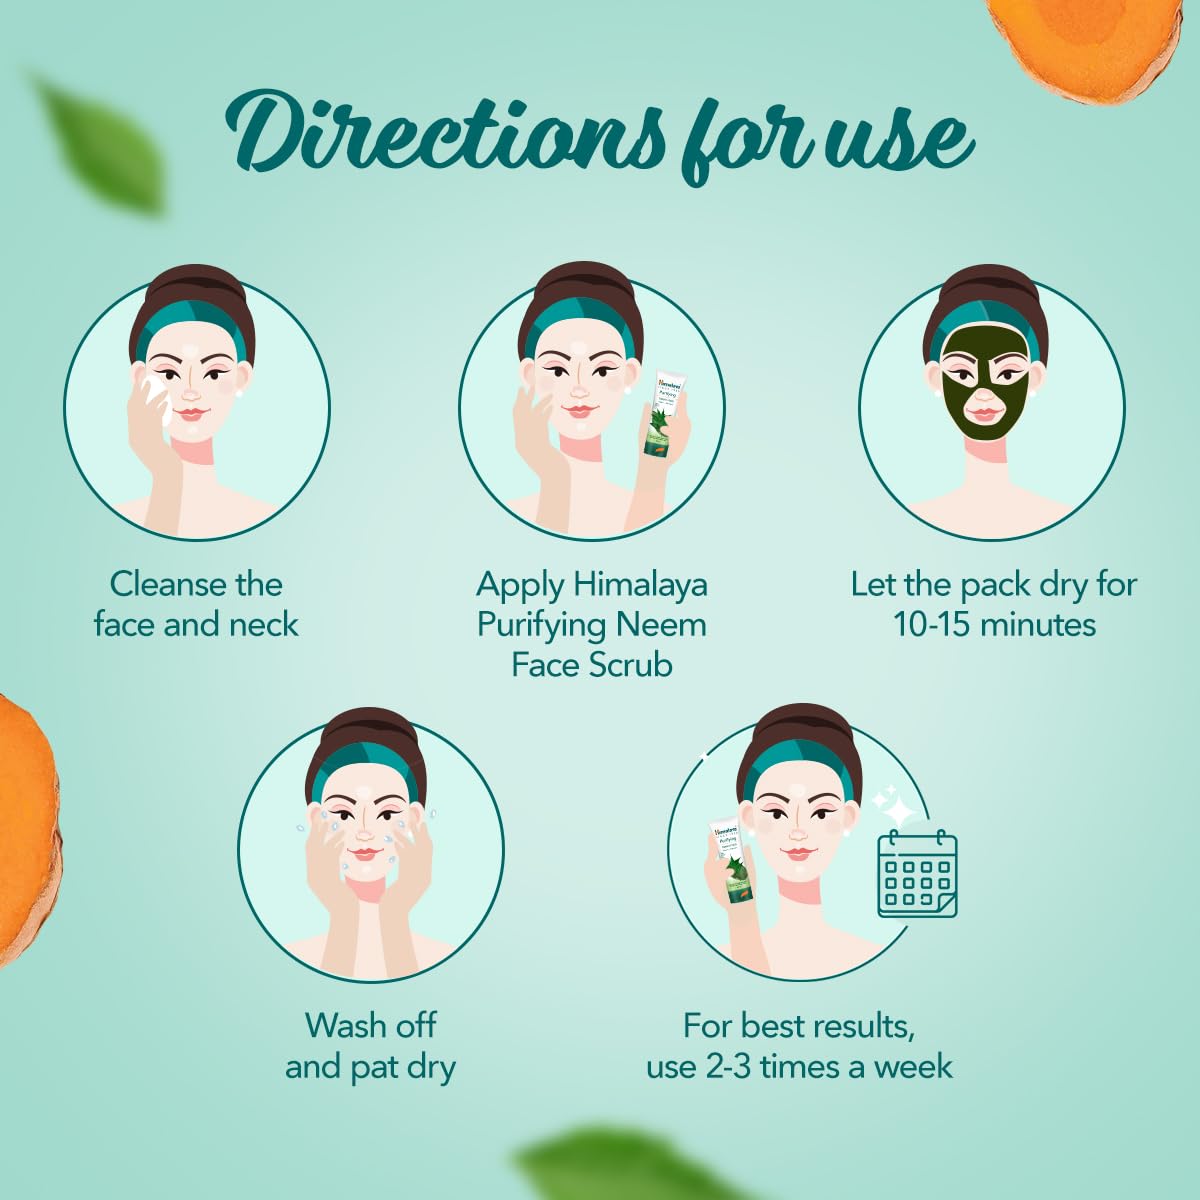 Directions for use
Cleanse the
face and neck
Apply Himalaya
Purifying Neem
Face Scrub
Let the pack dry for
10-15 minutes
Himalaya
Purifying
Wash off
and pat dry
For best results,
use 2-3 times a week
Himalaya
Purifying